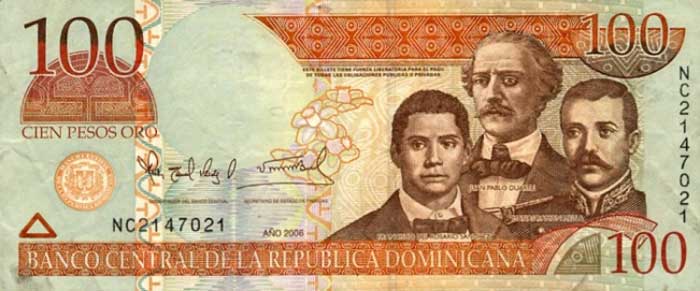 100
CIEN PESOS ORO
ESTE BILLETE TIENE FUERZA LIBERATORIA PARA EL PAGO
DE TODAS LAS OBLIGACIONES PUBLICAS O PRIVADAS
100
NC2147021
GOBERNADOR DEL BANCO CENTRAL
SECRETARIO DE ESTADO DE FINANZAS
JUAN PABLO DUARTE
NC2147021
AÑO 2006
BANCO CENTRAL DE LA REPUBLICA DOMINICANA
100